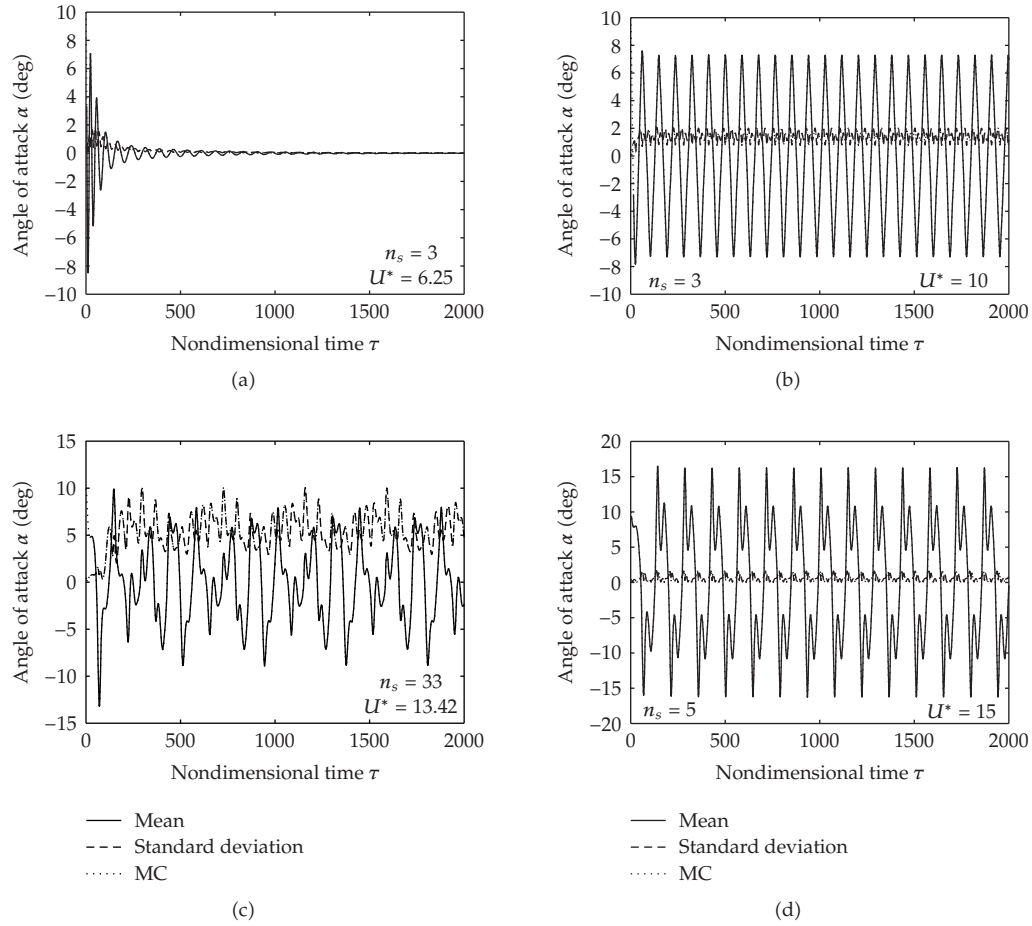 10
8
6
4
2
0
−2
−4
−6
−8
−10
Angle of attack α (deg)
n_s = 3
U* = 6.25
0 500 1000 1500 2000
Nondimensional time τ
(a)
10
8
6
4
2
0
−2
−4
−6
−8
−10
Angle of attack α (deg)
n_s = 3 U* = 10
0 500 1000 1500 2000
Nondimensional time τ
(b)
15
10
5
0
−5
−10
−15
Angle of attack α (deg)
n_s = 33
U* = 13.42
0 500 1000 1500 2000
Nondimensional time τ
Mean
Standard deviation
MC
(c)
20
15
10
5
0
−5
−10
−15
−20
Angle of attack α (deg)
n_s = 5 U* = 15
0 500 1000 1500 2000
Nondimensional time τ
Mean
Standard deviation
MC
(d)